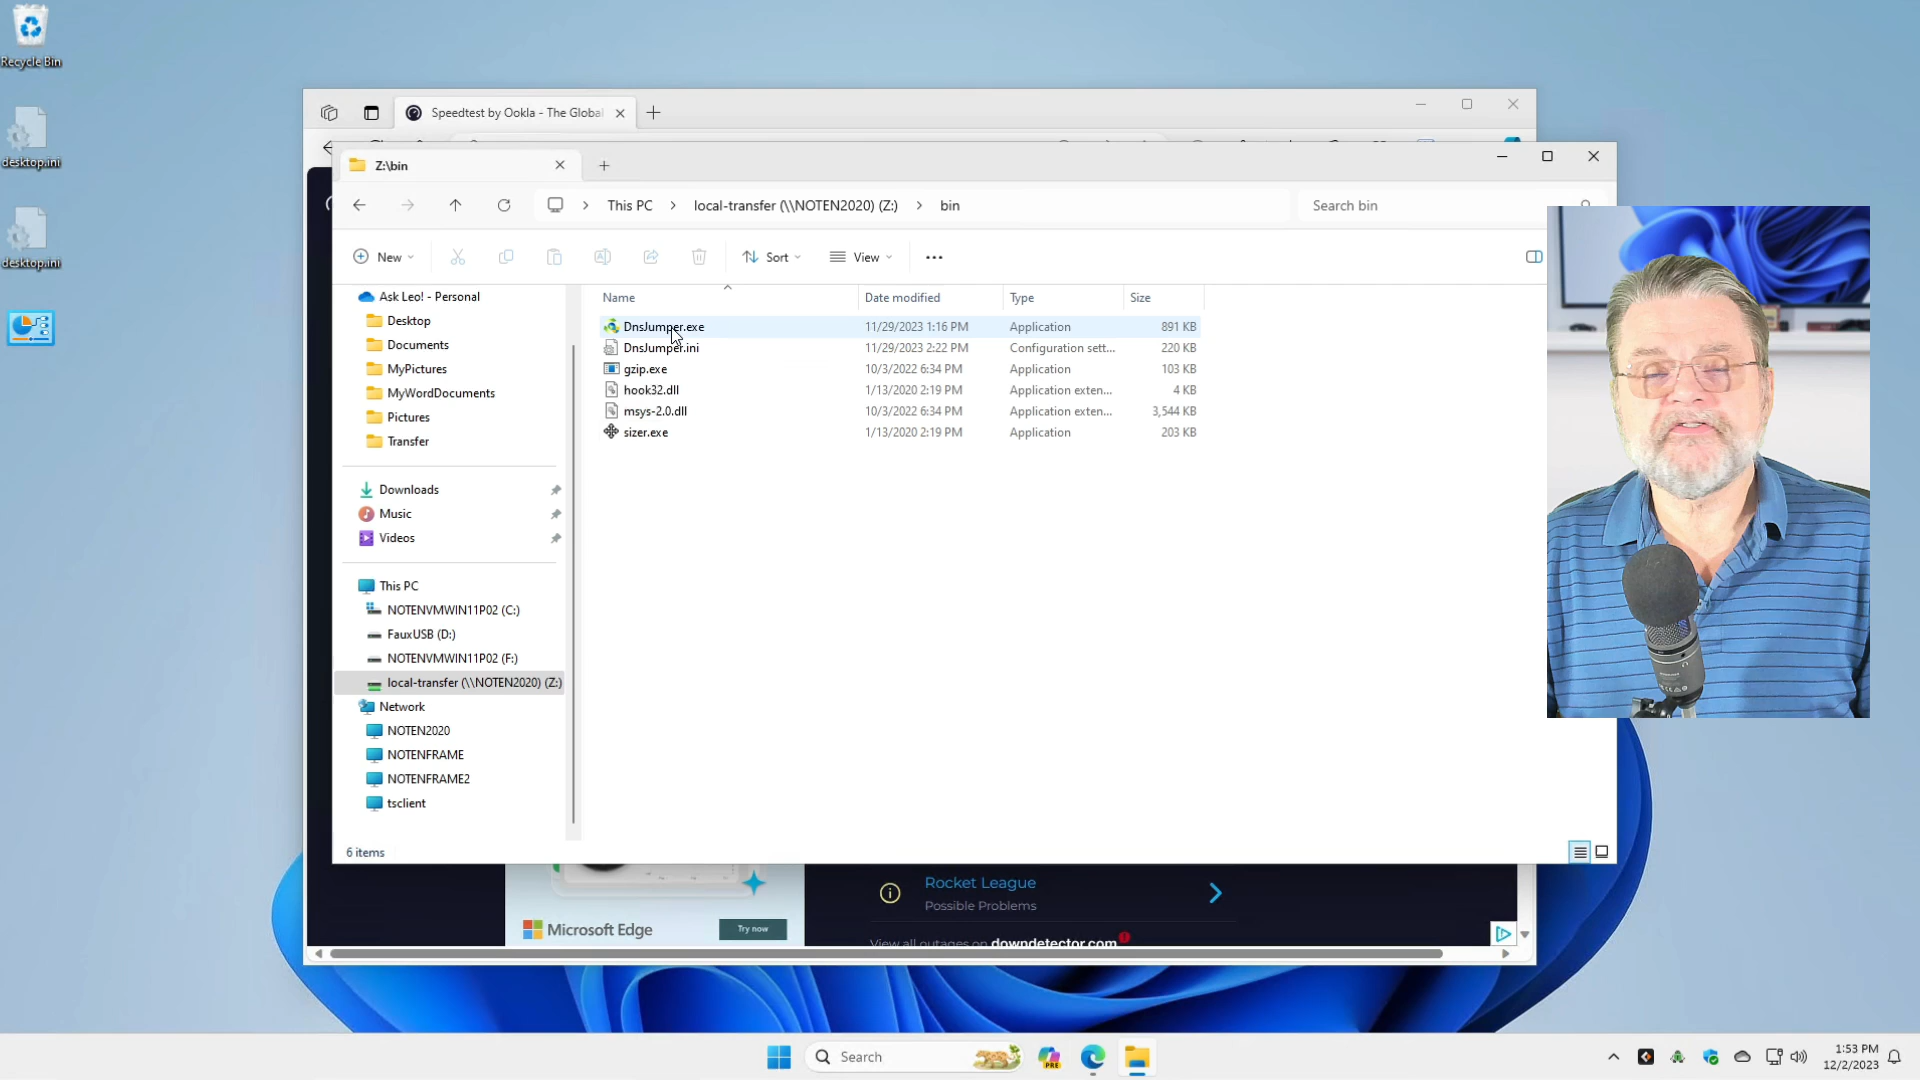 Recycle Bin
desktop.ini
desktop.ini
Speedtest by Ookla - The Global
Z:\bin
This PC
local-transfer (\\NOTEN2020) (Z:)
bin
Search bin
New
Sort
View
Name
Date modified
Type
Size
DnsJumper.exe
11/29/2023 1:16 PM
Application
891 KB
DnsJumper.ini
11/29/2023 2:22 PM
Configuration sett...
220 KB
gzip.exe
10/3/2022 6:34 PM
Application
103 KB
hook32.dll
1/13/2020 2:19 PM
Application exten...
4 KB
msys-2.0.dll
10/3/2022 6:34 PM
Application exten...
3,544 KB
sizer.exe
1/13/2020 2:19 PM
Application
203 KB
Ask Leo! - Personal
Desktop
Documents
MyPictures
MyWordDocuments
Pictures
Transfer
Downloads
Music
Videos
This PC
NOTENVMWIN11P02 (C:)
FauxUSB (D:)
NOTENVMWIN11P02 (F:)
local-transfer (\\NOTEN2020) (Z:)
Network
NOTEN2020
NOTENFRAME
NOTENFRAME2
tsclient
6 items
Microsoft Edge
Try now
Rocket League
Possible Problems
View all outages on downdetector.com
Search
PRE
1:53 PM
12/2/2023